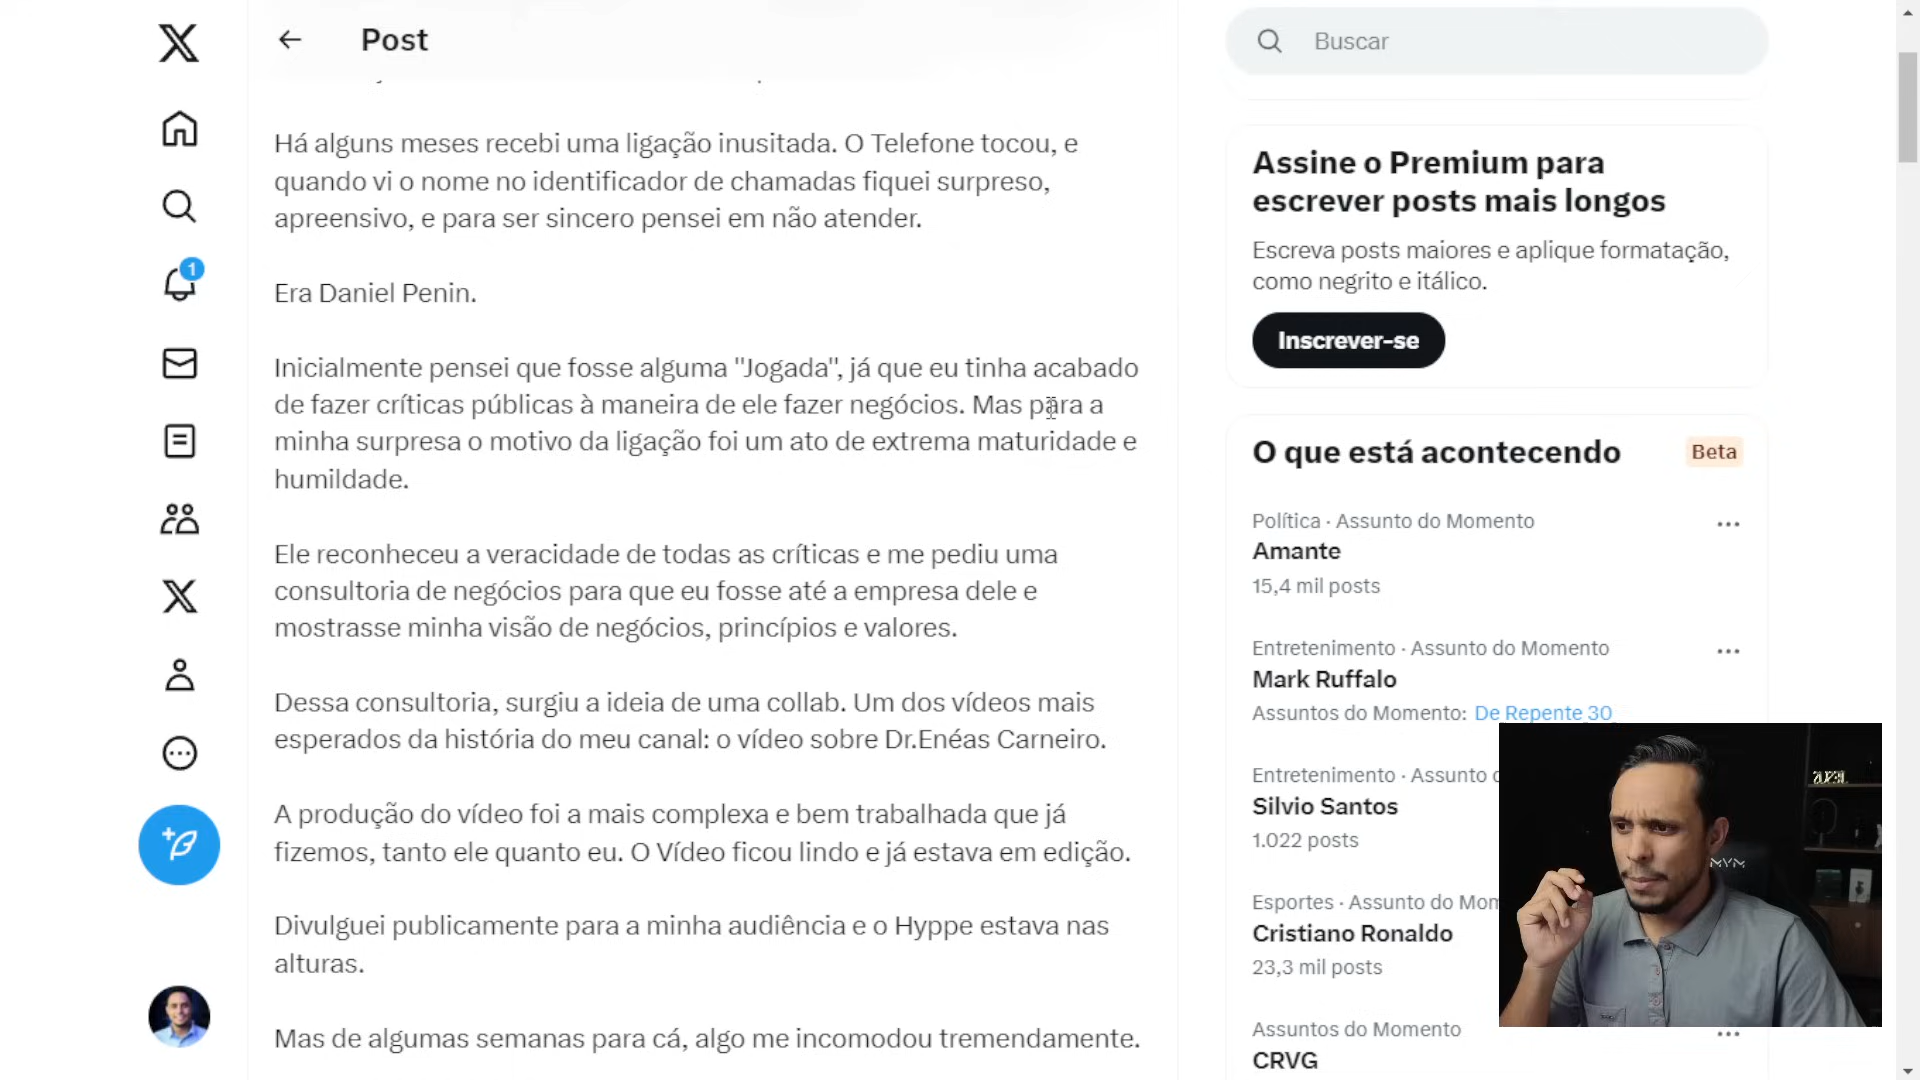 Post
Há alguns meses recebi uma ligação inusitada. O Telefone tocou, e
quando vi o nome no identificador de chamadas fiquei surpreso,
apreensivo, e para ser sincero pensei em não atender.
Era Daniel Penin.
Inicialmente pensei que fosse alguma "Jogada", já que eu tinha acabado
de fazer críticas públicas à maneira de ele fazer negócios. Mas para a
minha surpresa o motivo da ligação foi um ato de extrema maturidade e
humildade.
Ele reconheceu a veracidade de todas as críticas e me pediu uma
consultoria de negócios para que eu fosse até a empresa dele e
mostrasse minha visão de negócios, princípios e valores.
Dessa consultoria, surgiu a ideia de uma collab. Um dos vídeos mais
esperados da história do meu canal: o vídeo sobre Dr.Enéas Carneiro.
A produção do vídeo foi a mais complexa e bem trabalhada que já
fizemos, tanto ele quanto eu. O Vídeo ficou lindo e já estava em edição.
Divulguei publicamente para a minha audiência e o Hyppe estava nas
alturas.
Mas de algumas semanas para cá, algo me incomodou tremendamente.
1
Buscar
Assine o Premium para
escrever posts mais longos
Escreva posts maiores e aplique formatação,
como negrito e itálico.
Inscrever-se
O que está acontecendo
Beta
Política · Assunto do Momento
Amante
15,4 mil posts
Entretenimento · Assunto do Momento
Mark Ruffalo
Assuntos do Momento: De Repente 30
Entretenimento · Assunto
Silvio Santos
1.022 posts
Esportes · Assunto do Mom
Cristiano Ronaldo
23,3 mil posts
Assuntos do Momento
CRVG
MYM